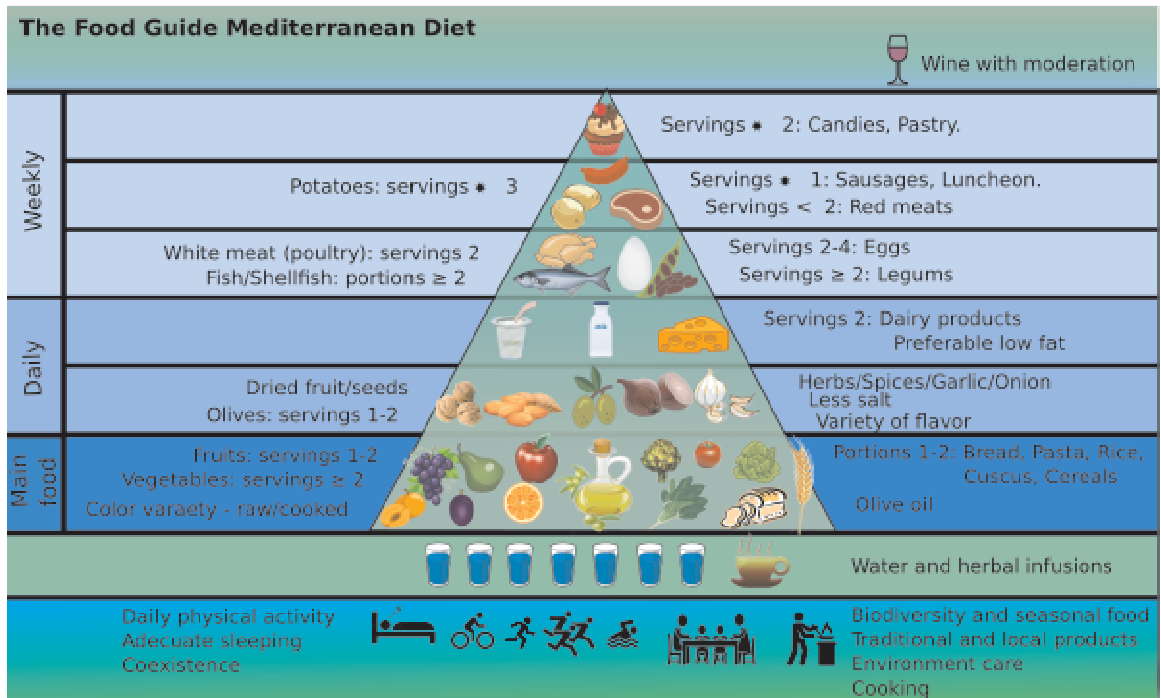 The Food Guide Mediterranean Diet
Wine with moderation
Weekly
Servings * 2: Candies, Pastry.
Potatoes: servings * 3
Servings * 1: Sausages, Luncheon.
Servings < 2: Red meats
White meat (poultry): servings 2
Fish/Shellfish: portions ≥ 2
Servings 2-4: Eggs
Servings ≥ 2: Legums
Daily
Servings 2: Dairy products
Preferable low fat
Dried fruit/seeds
Olives: servings 1-2
Herbs/Spices/Garlic/Onion
Less salt
Variety of flavor
Main
food
Fruits: servings 1-2
Vegetables: servings ≥ 2
Color varaety - raw/cooked
Portions 1-2: Bread, Pasta, Rice,
Cuscus, Cereals
Olive oil
Water and herbal infusions
Daily physical activity
Adequate sleeping
Coexistence
Biodiversity and seasonal food
Traditional and local products
Environment care
Cooking